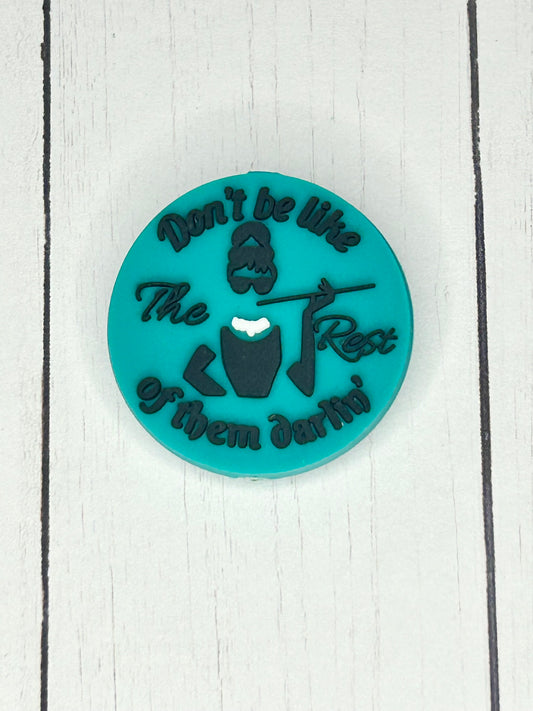 Don't be like
The Rest
of them darlin'